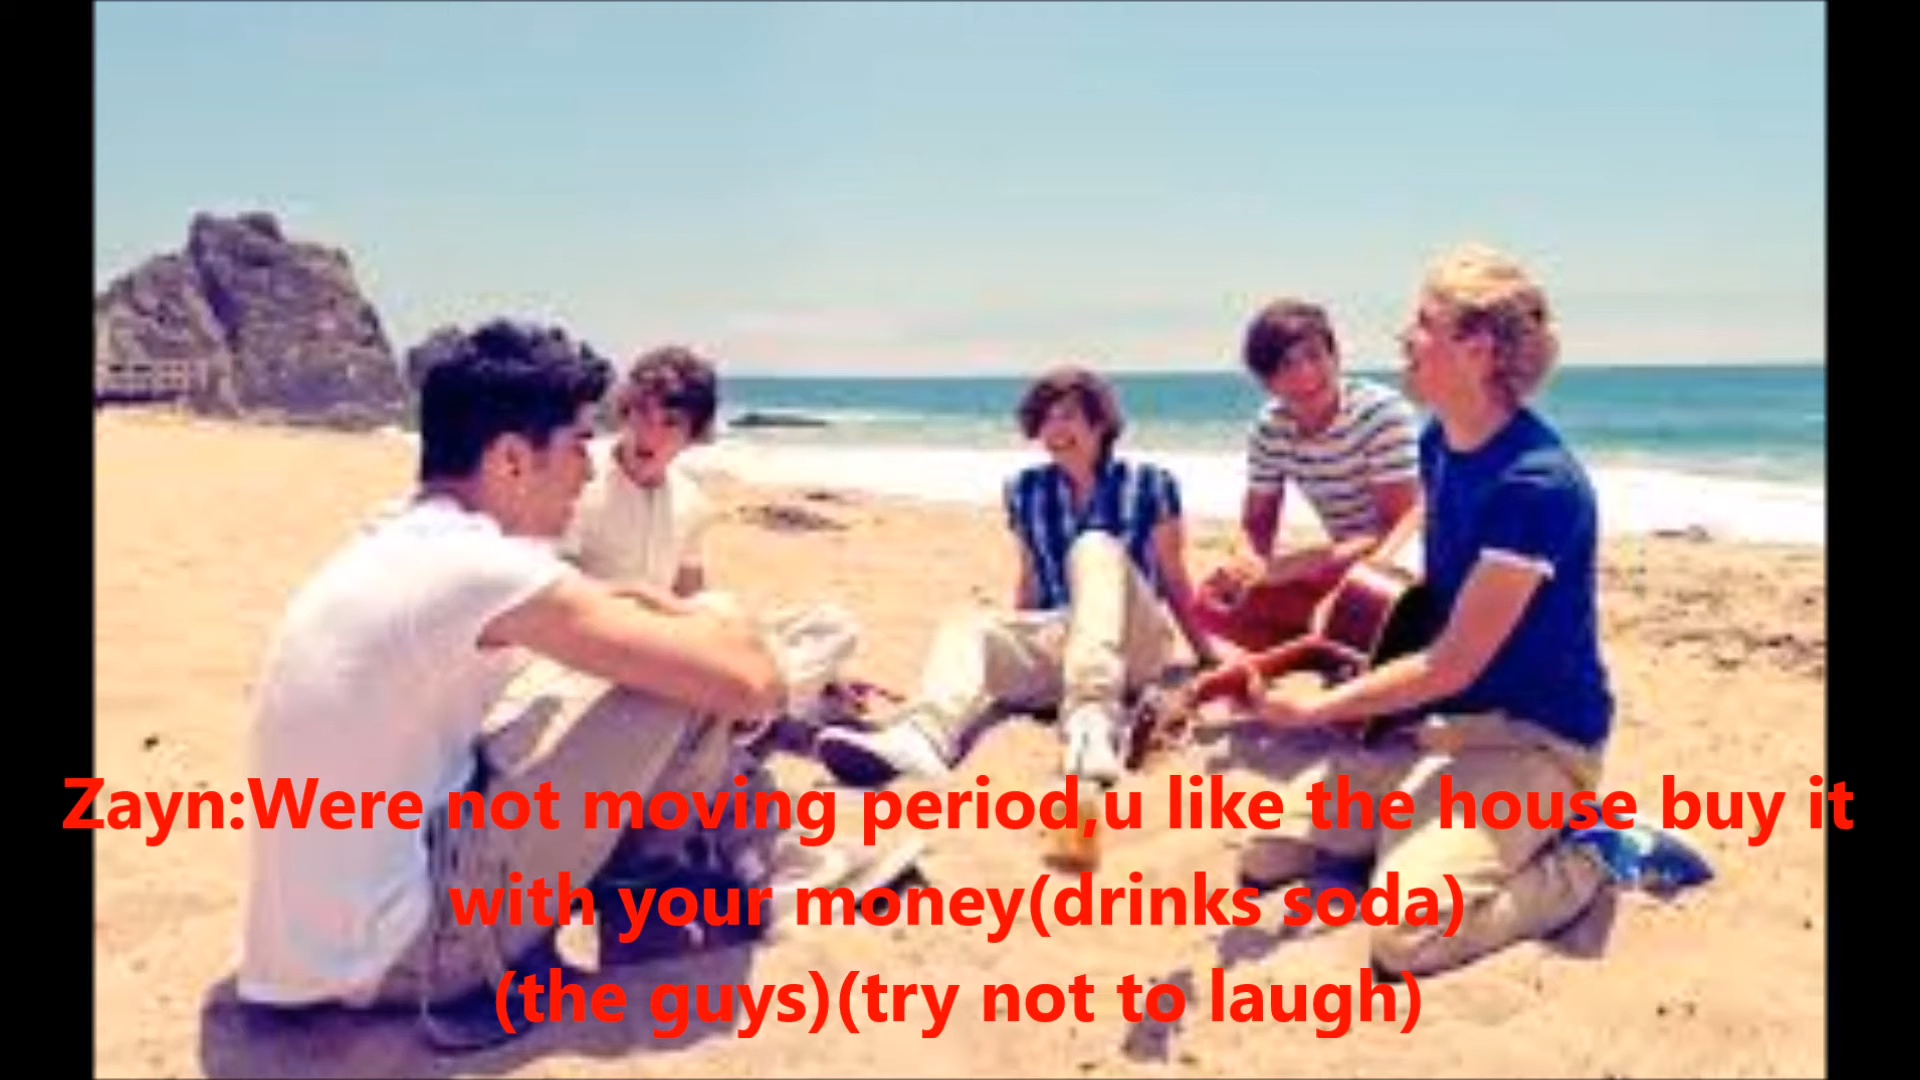 Zayn:Were not moving period,u like the house buy it
with your money(drinks soda)
(the guys)(try not to laugh)